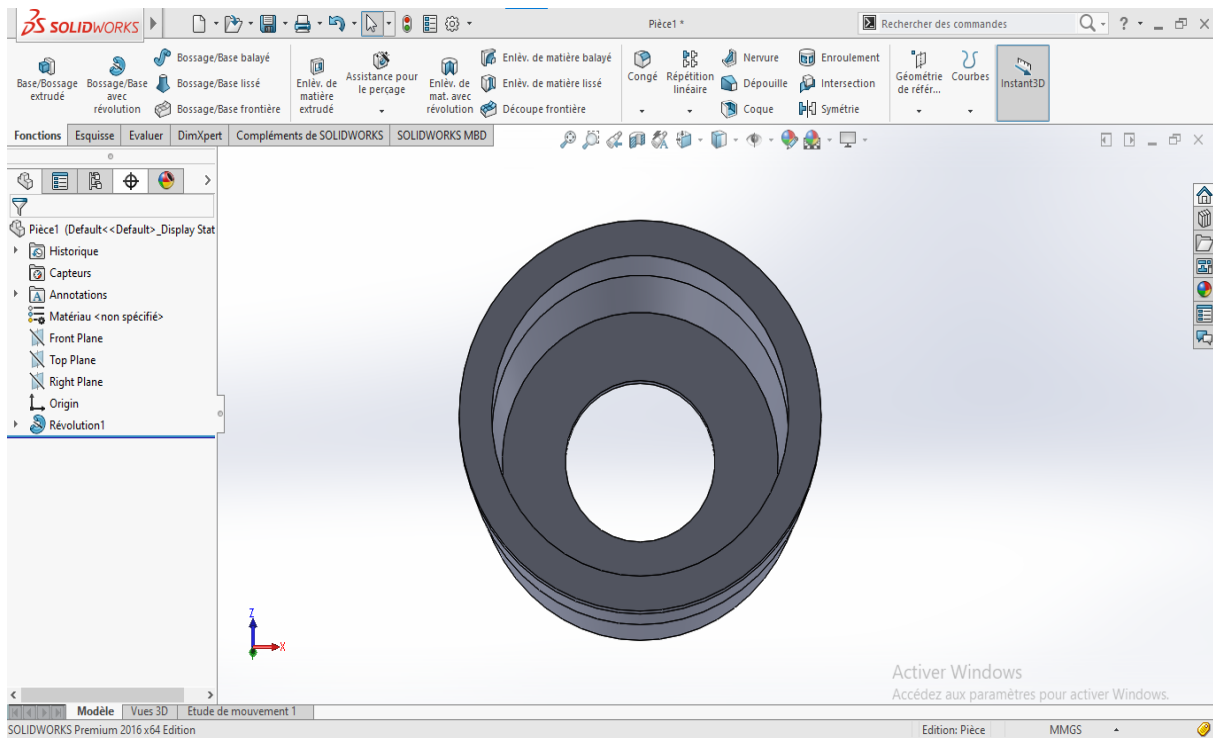 SOLIDWORKS
Pièce1 *
Rechercher des commandes
Base/Bossage
extrudé
Bossage/Base
avec
révolution
Bossage/Base balayé
Bossage/Base lissé
Bossage/Base frontière
Enlèv. de
matière
extrudé
Assistance pour
le perçage
Enlèv. de
mat. avec
révolution
Enlèv. de matière balayé
Enlèv. de matière lissé
Découpe frontière
Congé
Répétition
linéaire
Nervure
Dépouille
Coque
Enroulement
Intersection
Symétrie
Géométrie
de référ...
Courbes
Instant3D
Fonctions
Esquisse
Evaluer
DimXpert
Compléments de SOLIDWORKS
SOLIDWORKS MBD
Pièce1 (Default<<Default>_Display Stat
Historique
Capteurs
A Annotations
Matériau <non spécifié>
Front Plane
Top Plane
Right Plane
Origin
Révolution1
Z
X
Activer Windows
Accédez aux paramètres pour activer Windows.
Modèle
Vues 3D
Etude de mouvement 1
SOLIDWORKS Premium 2016 x64 Edition
Edition: Pièce
MMGS